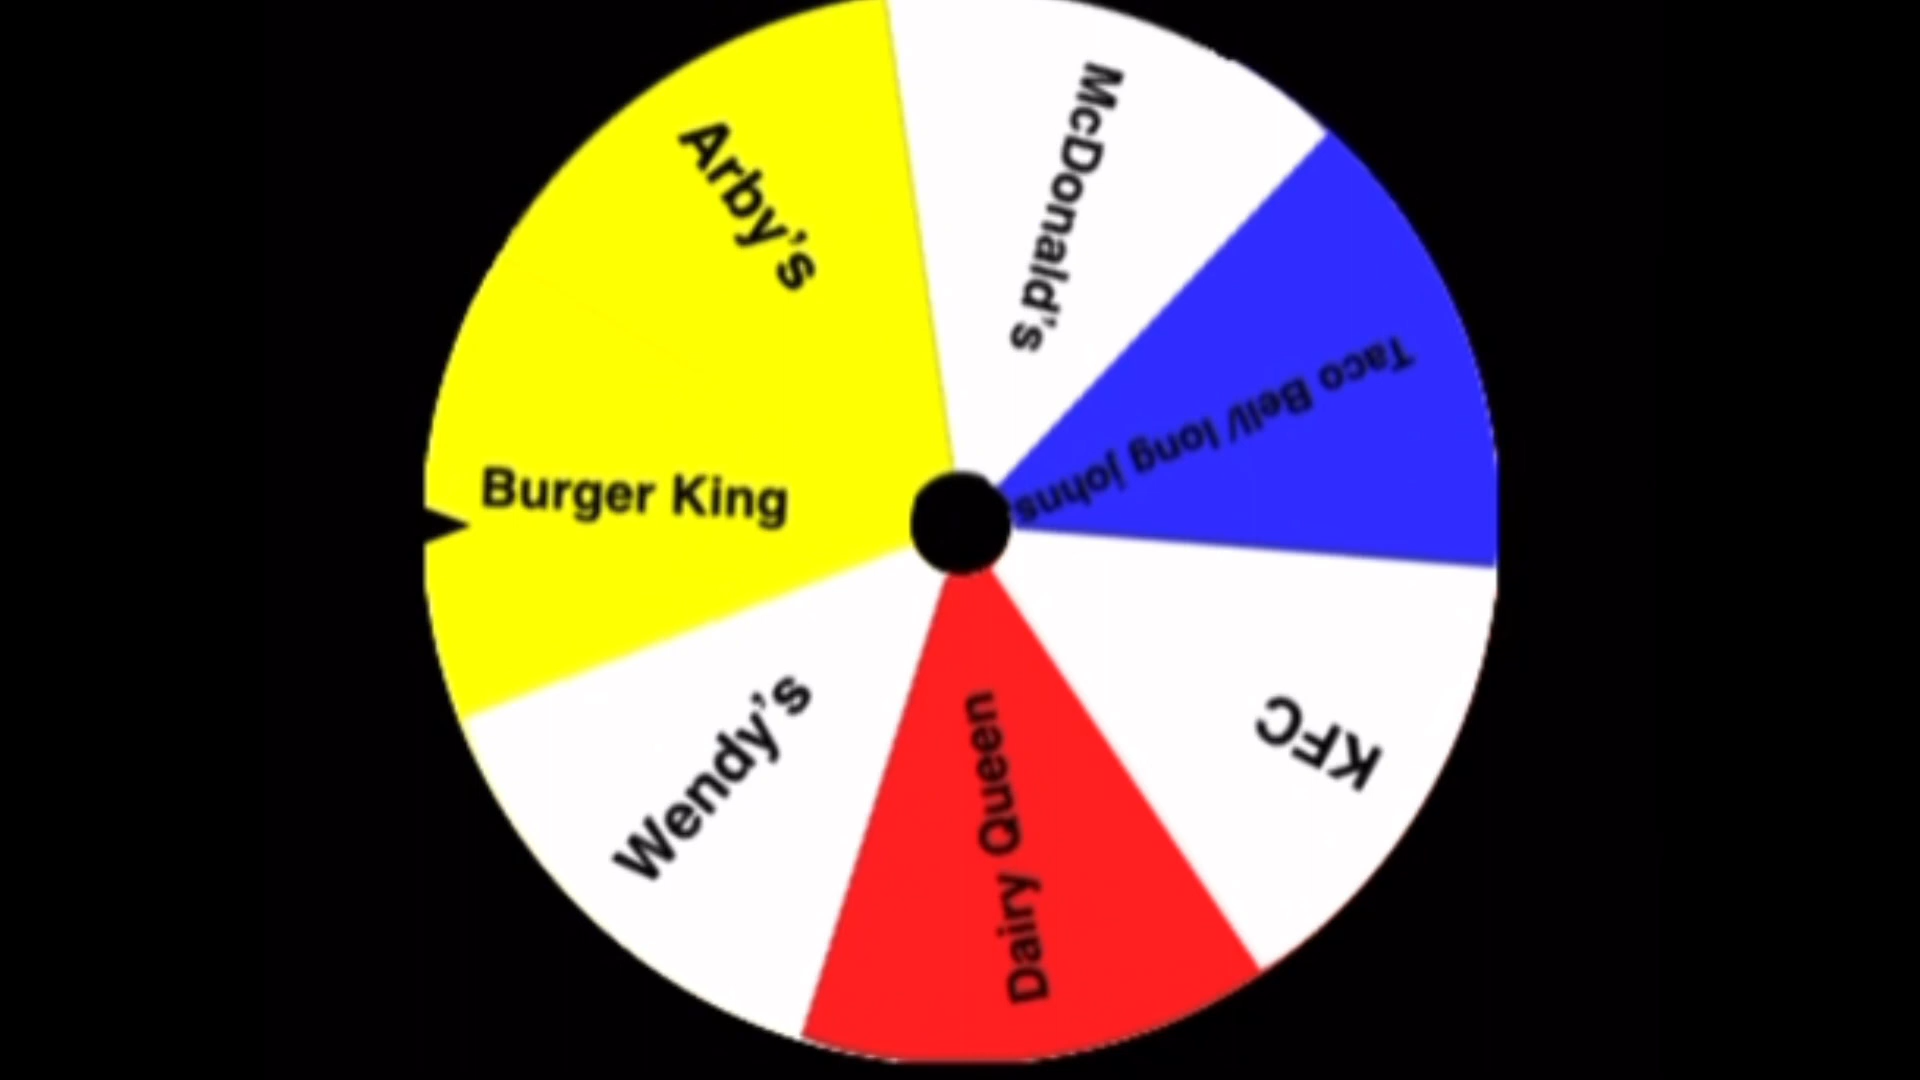 McDonald's
Arby's
Taco Bell/ long johns
Burger King
Wendy's
KFC
Dairy Queen